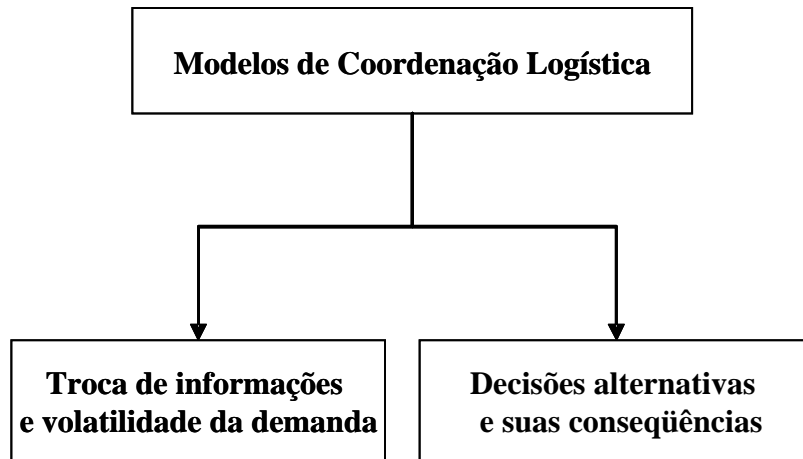 Modelos de Coordenação Logística
Troca de informações
e volatilidade da demanda
Decisões alternativas
e suas conseqüências